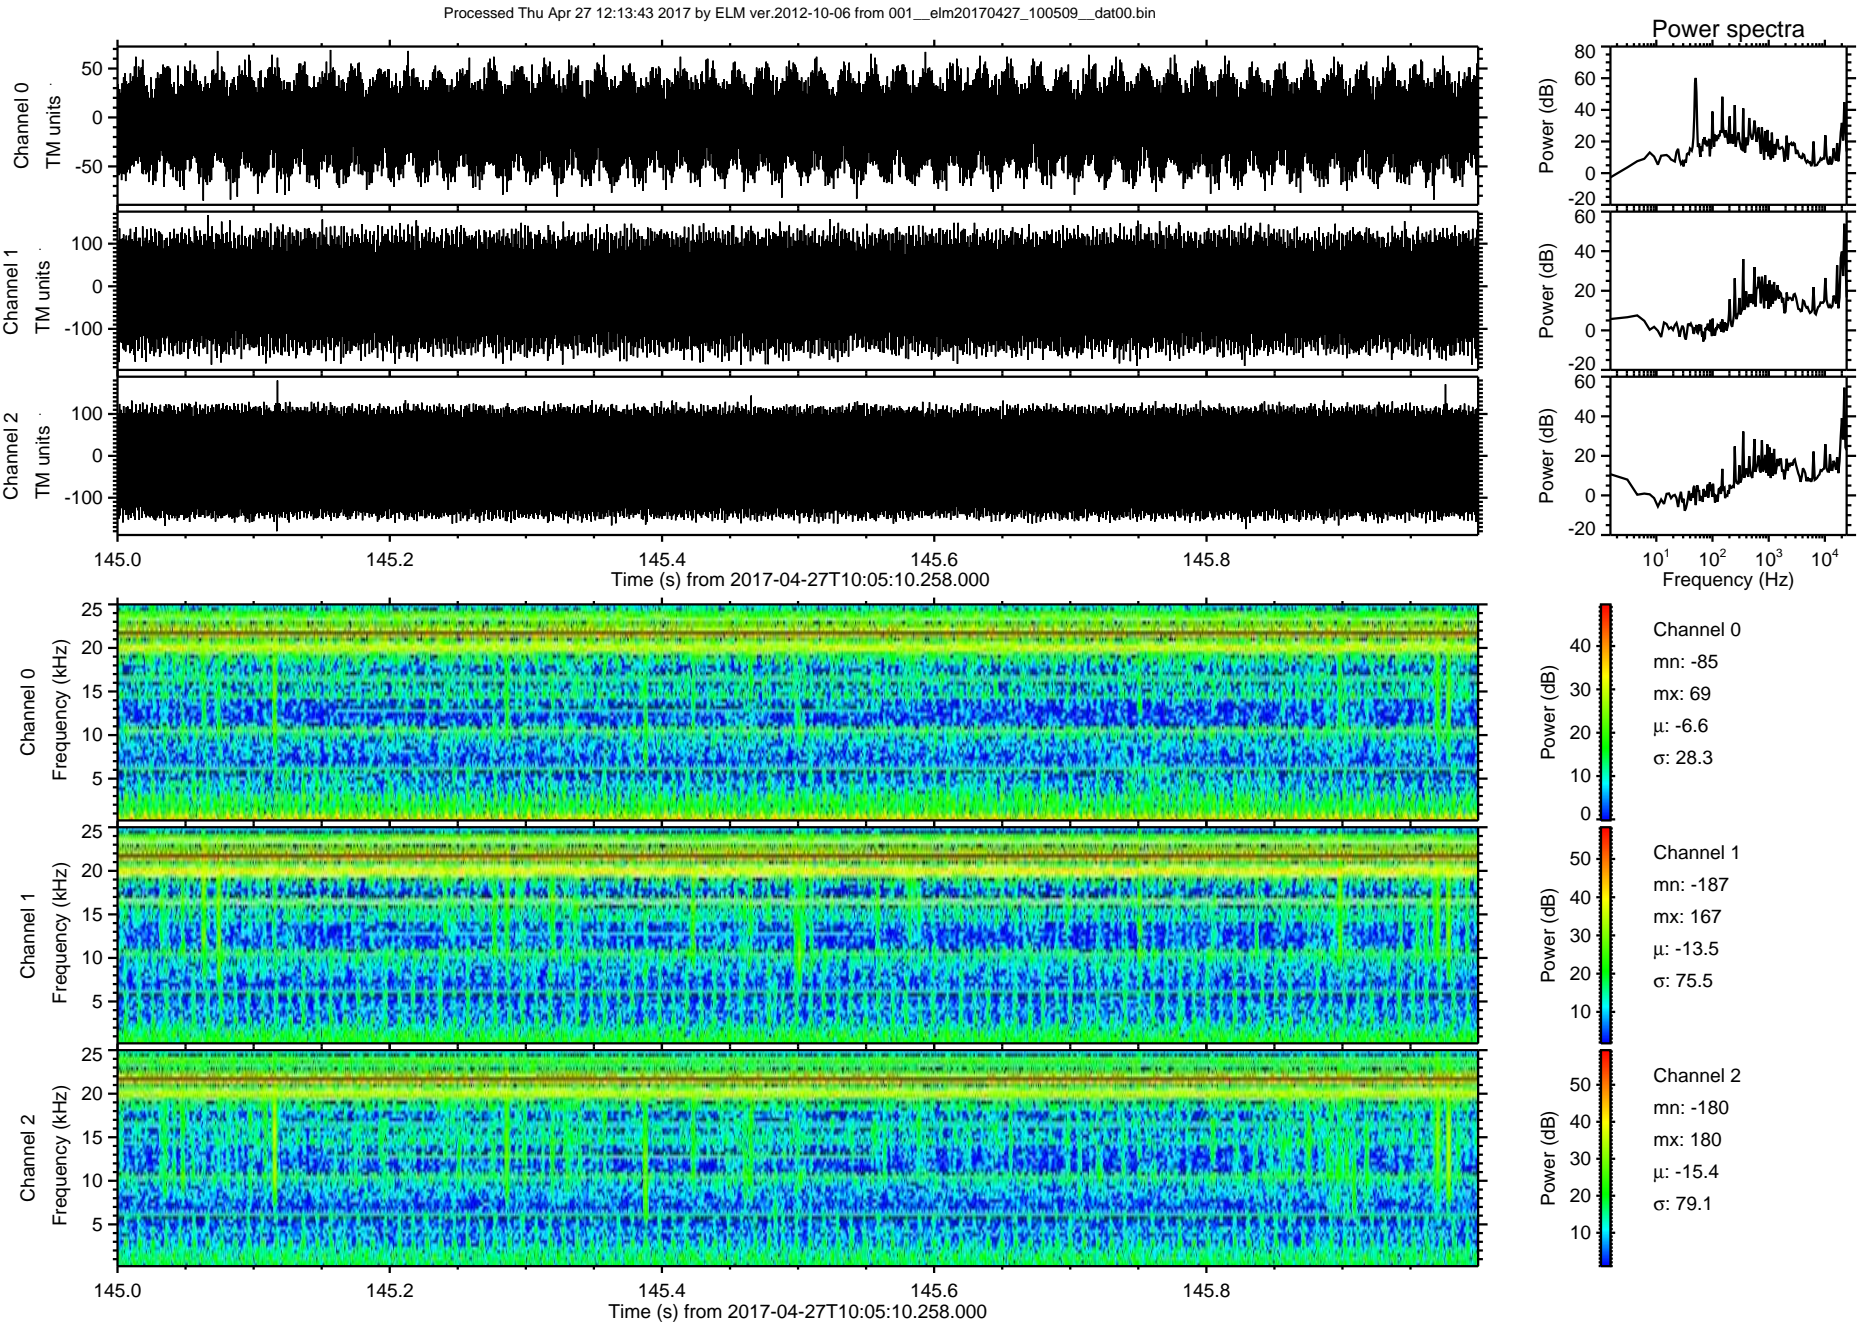 Processed Thu Apr 27 12:13:43 2017 by ELM ver.2012-10-06 from 001__elm20170427_100509__dat00.bin
Power spectra
Channel 0
TM units
50
0
-50
Power (dB)
80
60
40
20
0
-20
Channel 1
TM units
100
0
-100
Power (dB)
60
40
20
0
-20
Channel 2
TM units
100
0
-100
Power (dB)
60
40
20
0
-20
145.0 145.2 145.4 145.6 145.8
Time (s) from 2017-04-27T10:05:10.258.000
10^1 10^2 10^3 10^4
Frequency (Hz)
Channel 0
Frequency (kHz)
25
20
15
10
5
Power (dB)
40
30
20
10
0
Channel 0
mn: -85
mx: 69
μ: -6.6
σ: 28.3
Channel 1
Frequency (kHz)
25
20
15
10
5
Power (dB)
50
40
30
20
10
Channel 1
mn: -187
mx: 167
μ: -13.5
σ: 75.5
Channel 2
Frequency (kHz)
25
20
15
10
5
Power (dB)
50
40
30
20
10
Channel 2
mn: -180
mx: 180
μ: -15.4
σ: 79.1
145.0 145.2 145.4 145.6 145.8
Time (s) from 2017-04-27T10:05:10.258.000